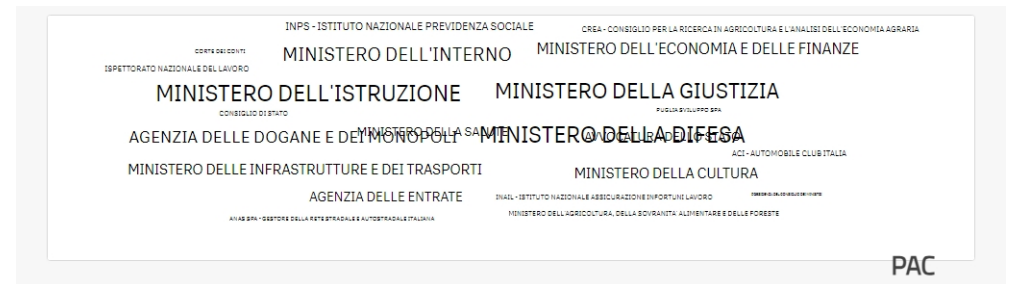 INPS - ISTITUTO NAZIONALE PREVIDENZA SOCIALE
CREA - CONSIGLIO PER LA RICERCA IN AGRICOLTURA E L'ANALISI DELL'ECONOMIA AGRARIA
CORTE DEI CONTI
MINISTERO DELL'INTERNO
MINISTERO DELL'ECONOMIA E DELLE FINANZE
ISPETTORATO NAZIONALE DEL LAVORO
MINISTERO DELL'ISTRUZIONE
MINISTERO DELLA GIUSTIZIA
CONSIGLIO DI STATO
PUGLIA SVILUPPO SPA
AGENZIA DELLE DOGANE E DEI MONOPOLI
MINISTERO DELLA SALUTE
MINISTERO DELLA DIFESA
AVVOCATURA DELLO STATO
ACI - AUTOMOBILE CLUB ITALIA
MINISTERO DELLE INFRASTRUTTURE E DEI TRASPORTI
MINISTERO DELLA CULTURA
AGENZIA DELLE ENTRATE
INAIL - ISTITUTO NAZIONALE ASSICURAZIONE INFORTUNI LAVORO
ANAS SPA - GESTORE DELLA RETE STRADALE E AUTOSTRADALE ITALIANA
MINISTERO DELL'AGRICOLTURA, DELLA SOVRANITA' ALIMENTARE E DELLE FORESTE
PAC